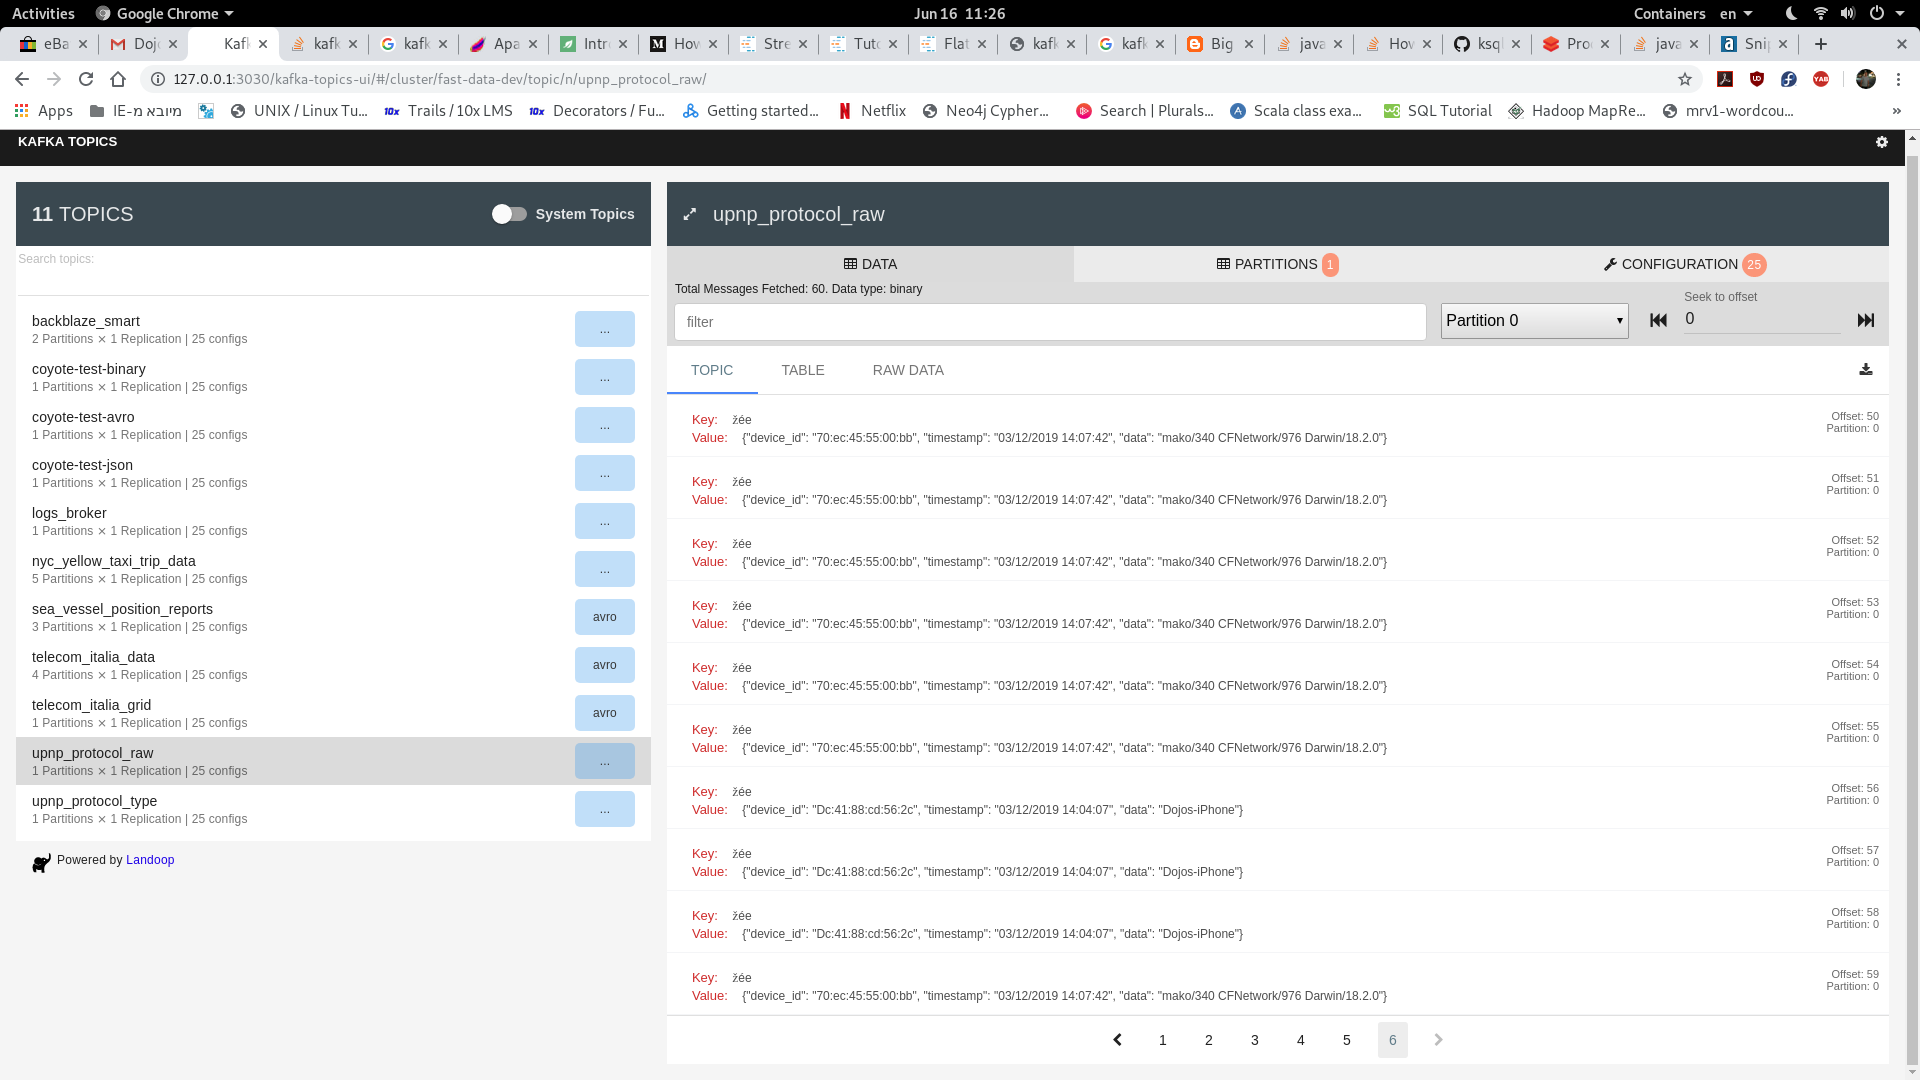 Activities Google Chrome Jun 16 11:26 Containers en
eBa Dojo Kafk kafk kafk Apa Intro How Stre Tuto Flat kafk kafk Big java How ksql Proc java Snip
127.0.0.1:3030/kafka-topics-ui/#/cluster/fast-data-dev/topic/n/upnp_protocol_raw/
Apps IE-מיובא מ UNIX / Linux Tu... Trails / 10x LMS Decorators / Fu... Getting started... Netflix Neo4j Cypher... Search | Plurals... Scala class exa... SQL Tutorial Hadoop MapRe... mrv1-wordcou... »
KAFKA TOPICS
11 TOPICS System Topics
Search topics:
backblaze_smart ...
2 Partitions × 1 Replication | 25 configs
coyote-test-binary ...
1 Partitions × 1 Replication | 25 configs
coyote-test-avro ...
1 Partitions × 1 Replication | 25 configs
coyote-test-json ...
1 Partitions × 1 Replication | 25 configs
logs_broker ...
1 Partitions × 1 Replication | 25 configs
nyc_yellow_taxi_trip_data ...
5 Partitions × 1 Replication | 25 configs
sea_vessel_position_reports avro
3 Partitions × 1 Replication | 25 configs
telecom_italia_data avro
4 Partitions × 1 Replication | 25 configs
telecom_italia_grid avro
1 Partitions × 1 Replication | 25 configs
upnp_protocol_raw ...
1 Partitions × 1 Replication | 25 configs
upnp_protocol_type ...
1 Partitions × 1 Replication | 25 configs
Powered by Landoop
upnp_protocol_raw
DATA PARTITIONS 1 CONFIGURATION 25
Total Messages Fetched: 60. Data type: binary
filter Partition 0 Seek to offset 0
TOPIC TABLE RAW DATA
Key: žée Offset: 50
Value: {"device_id": "70:ec:45:55:00:bb", "timestamp": "03/12/2019 14:07:42", "data": "mako/340 CFNetwork/976 Darwin/18.2.0"} Partition: 0
Key: žée Offset: 51
Value: {"device_id": "70:ec:45:55:00:bb", "timestamp": "03/12/2019 14:07:42", "data": "mako/340 CFNetwork/976 Darwin/18.2.0"} Partition: 0
Key: žée Offset: 52
Value: {"device_id": "70:ec:45:55:00:bb", "timestamp": "03/12/2019 14:07:42", "data": "mako/340 CFNetwork/976 Darwin/18.2.0"} Partition: 0
Key: žée Offset: 53
Value: {"device_id": "70:ec:45:55:00:bb", "timestamp": "03/12/2019 14:07:42", "data": "mako/340 CFNetwork/976 Darwin/18.2.0"} Partition: 0
Key: žée Offset: 54
Value: {"device_id": "70:ec:45:55:00:bb", "timestamp": "03/12/2019 14:07:42", "data": "mako/340 CFNetwork/976 Darwin/18.2.0"} Partition: 0
Key: žée Offset: 55
Value: {"device_id": "70:ec:45:55:00:bb", "timestamp": "03/12/2019 14:07:42", "data": "mako/340 CFNetwork/976 Darwin/18.2.0"} Partition: 0
Key: žée Offset: 56
Value: {"device_id": "Dc:41:88:cd:56:2c", "timestamp": "03/12/2019 14:04:07", "data": "Dojos-iPhone"} Partition: 0
Key: žée Offset: 57
Value: {"device_id": "Dc:41:88:cd:56:2c", "timestamp": "03/12/2019 14:04:07", "data": "Dojos-iPhone"} Partition: 0
Key: žée Offset: 58
Value: {"device_id": "Dc:41:88:cd:56:2c", "timestamp": "03/12/2019 14:04:07", "data": "Dojos-iPhone"} Partition: 0
Key: žée Offset: 59
Value: {"device_id": "70:ec:45:55:00:bb", "timestamp": "03/12/2019 14:07:42", "data": "mako/340 CFNetwork/976 Darwin/18.2.0"} Partition: 0
1 2 3 4 5 6